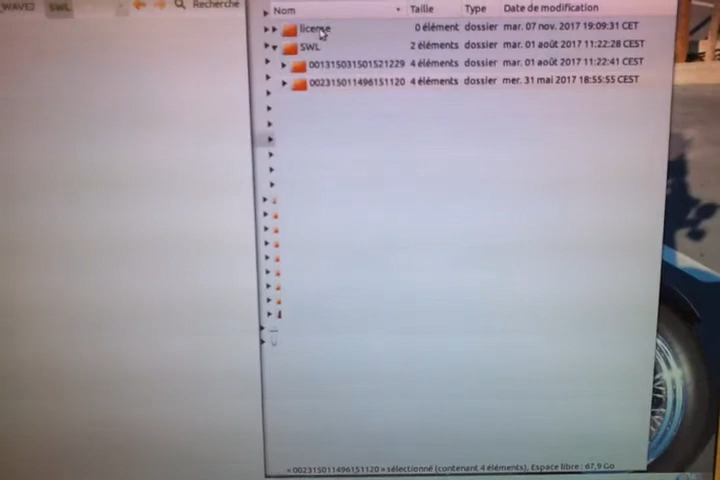 _WAVE2 SWL Recherche
Nom Taille Type Date de modification
license 0 élément dossier mar. 07 nov. 2017 19:09:31 CET
SWL 2 éléments dossier mar. 01 août 2017 11:22:28 CEST
001315031501521229 4 éléments dossier mar. 01 août 2017 11:22:41 CEST
002315011496151120 4 éléments dossier mer. 31 mai 2017 18:55:55 CEST
« 002315011496151120 » sélectionné (contenant 4 éléments), Espace libre : 67,9 Go